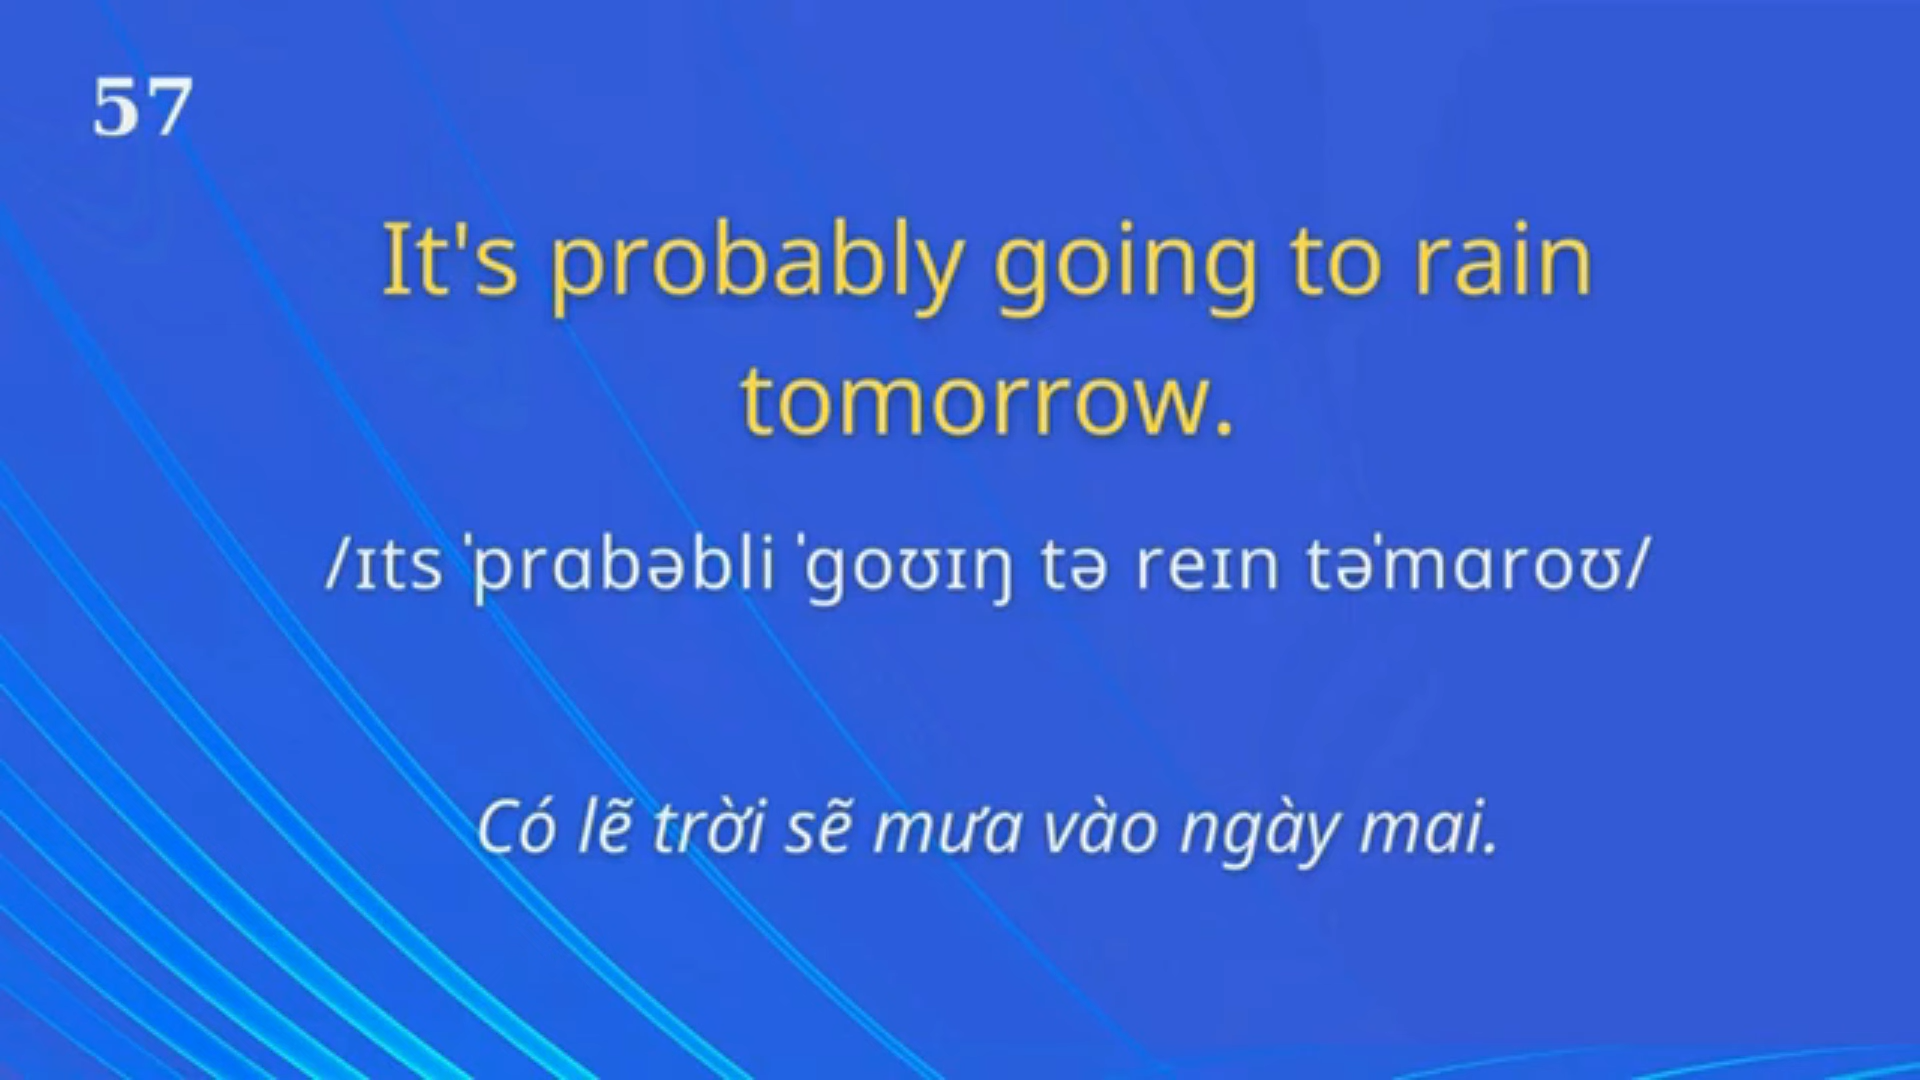 57
It's probably going to rain
tomorrow.
/ɪts ˈprɑbəbli ˈgoʊɪŋ tə reɪn təˈmɑroʊ/
Có lẽ trời sẽ mưa vào ngày mai.